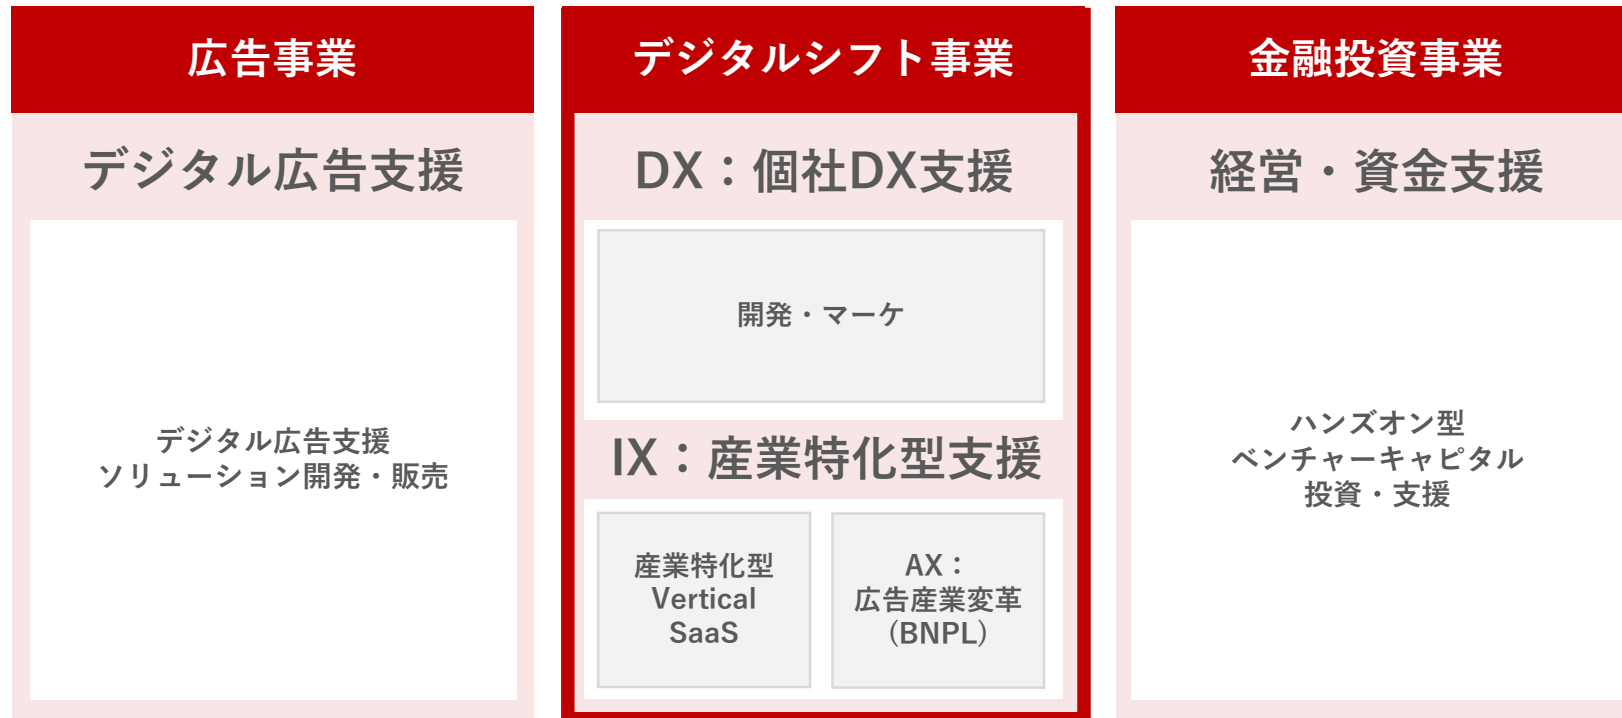 広告事業
デジタル広告支援
デジタル広告支援
ソリューション開発・販売
デジタルシフト事業
DX：個社DX支援
開発・マーケ
IX：産業特化型支援
産業特化型
Vertical
SaaS
AX：
広告産業変革
(BNPL)
金融投資事業
経営・資金支援
ハンズオン型
ベンチャーキャピタル
投資・支援